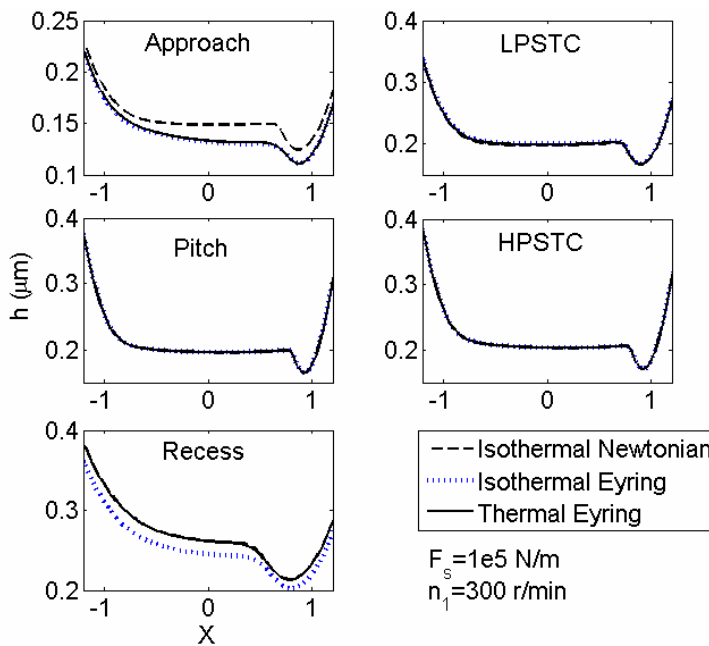 Approach
0.25
0.2
0.15
0.1
-1 0 1
LPSTC
0.4
0.3
0.2
-1 0 1
Pitch
0.4
0.3
0.2
-1 0 1
h (μm)
HPSTC
0.4
0.3
0.2
-1 0 1
Recess
0.4
0.3
0.2
-1 0 1
X
Isothermal Newtonian
Isothermal Eyring
Thermal Eyring
F_s=1e5 N/m
n_1=300 r/min